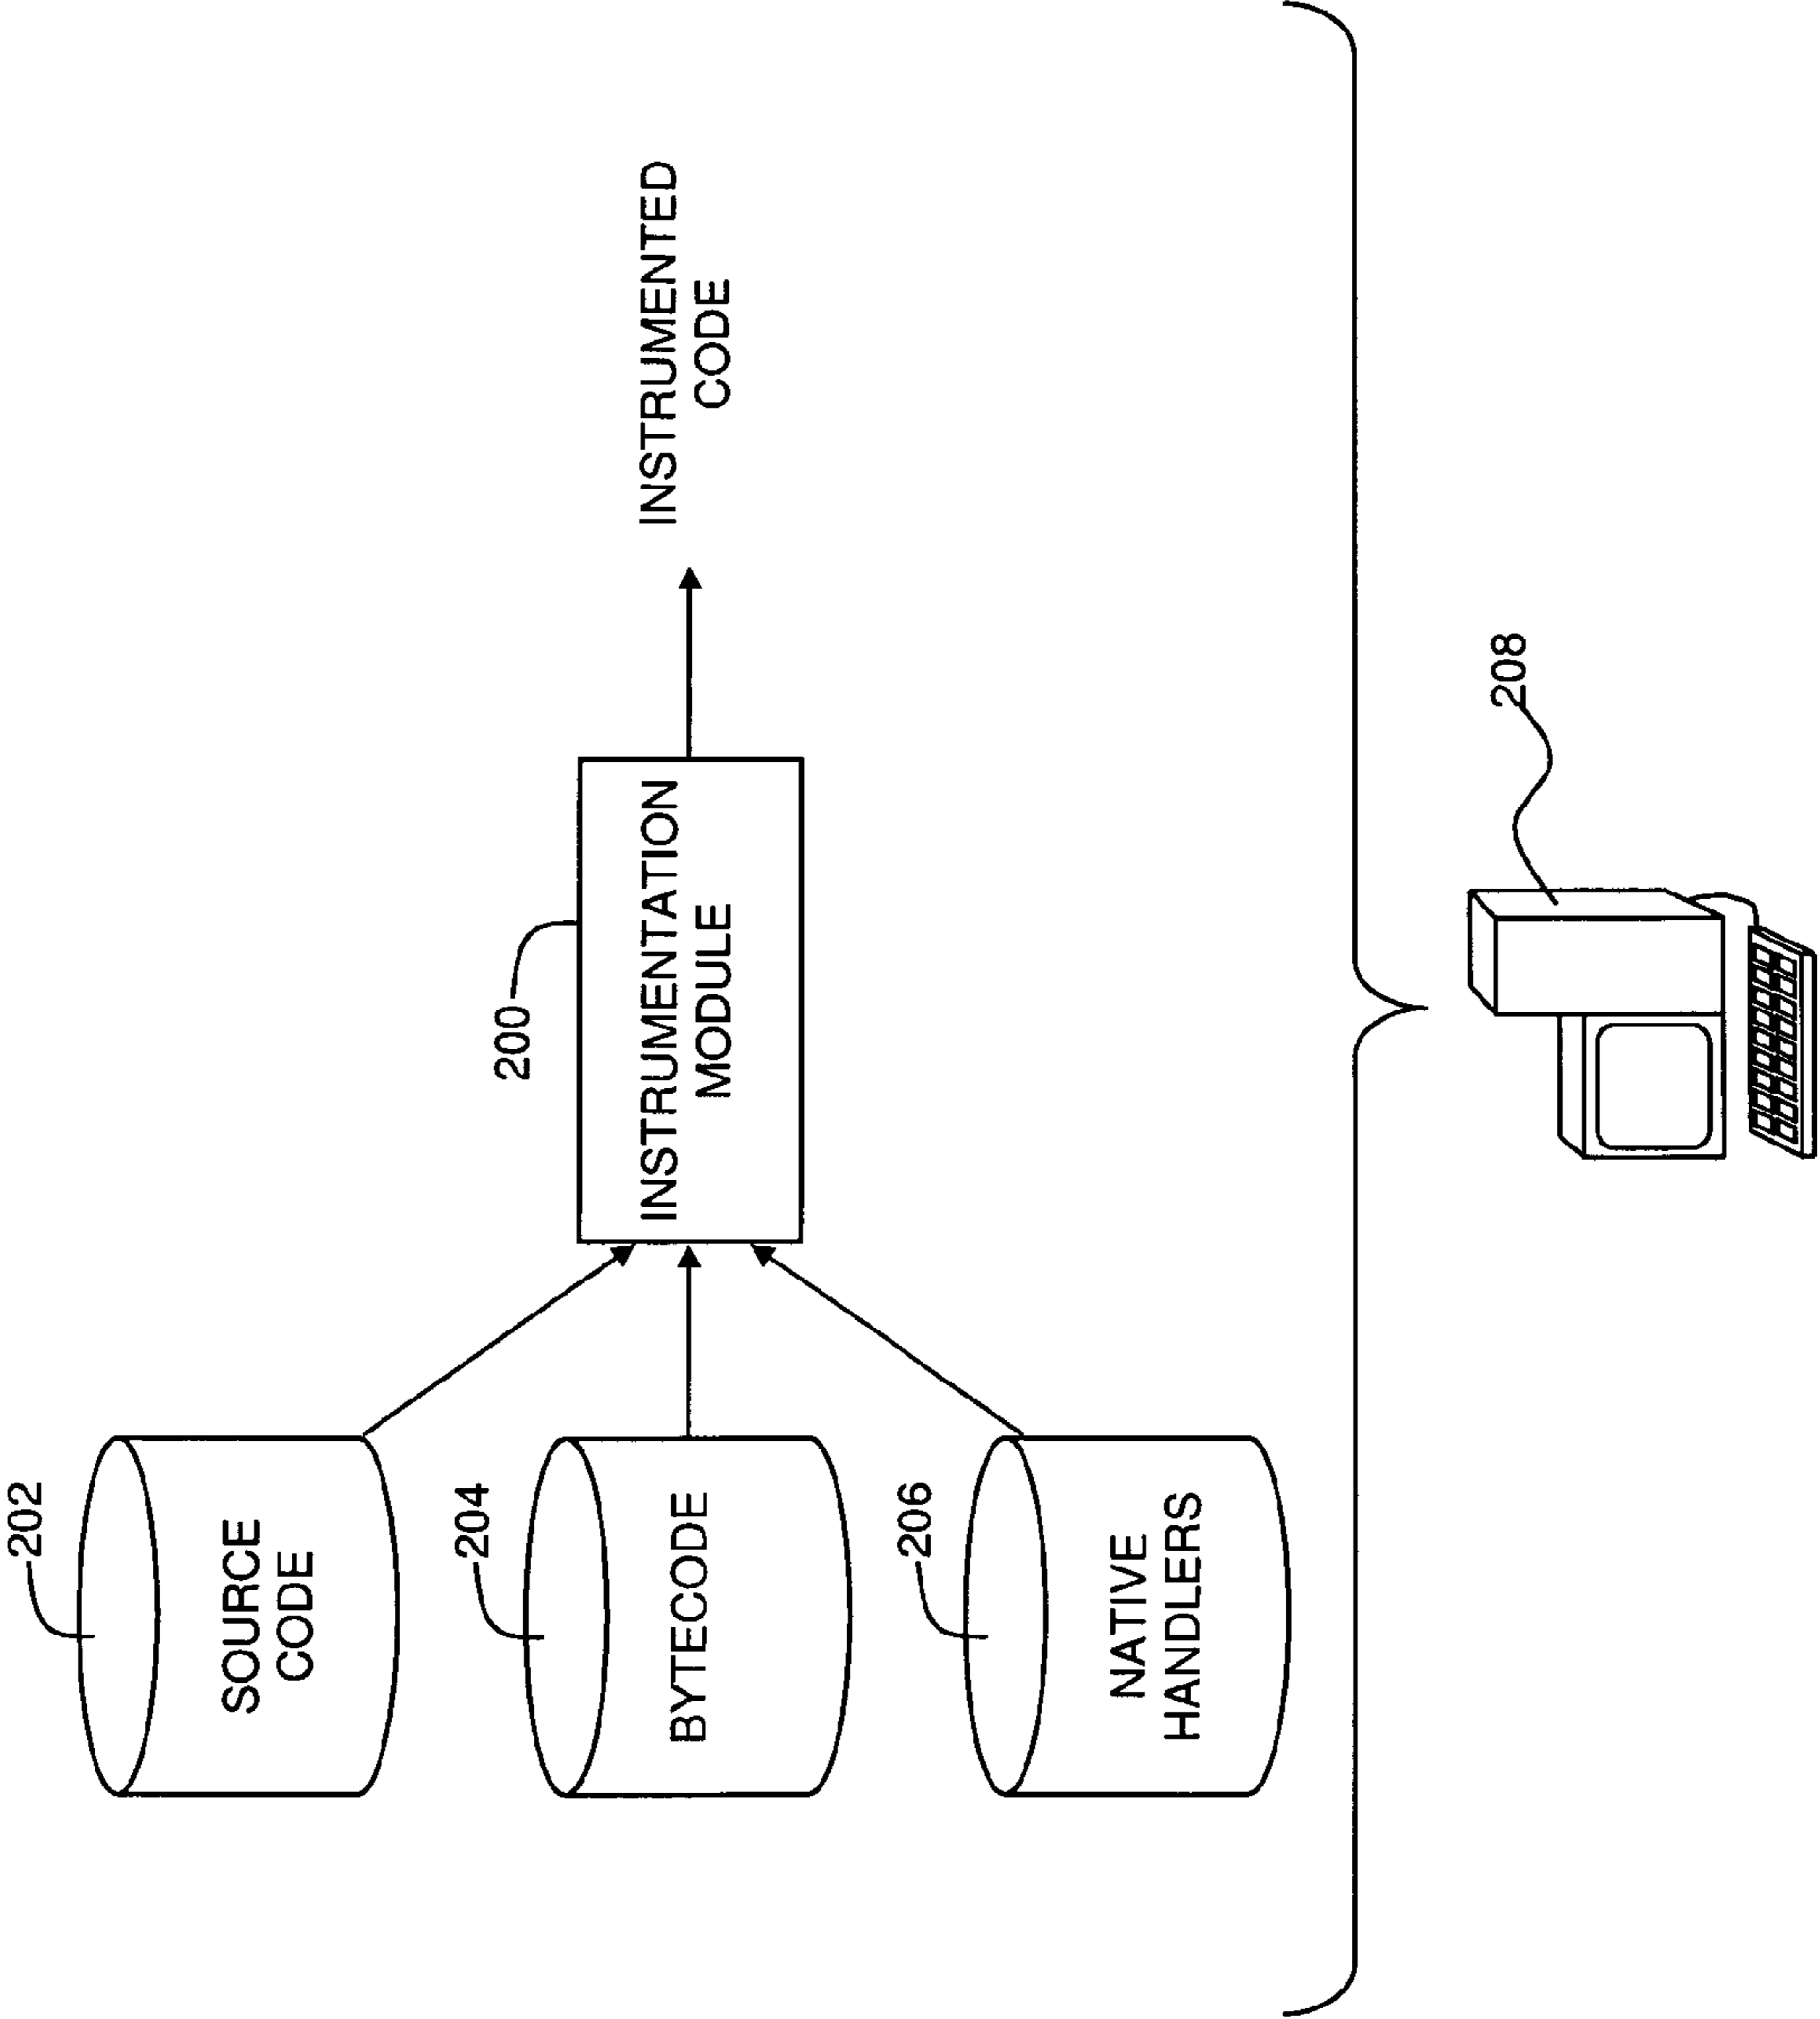 202
SOURCE
CODE
204
BYTECODE
206
NATIVE
HANDLERS
200
INSTRUMENTATION
MODULE
INSTRUMENTED
CODE
208